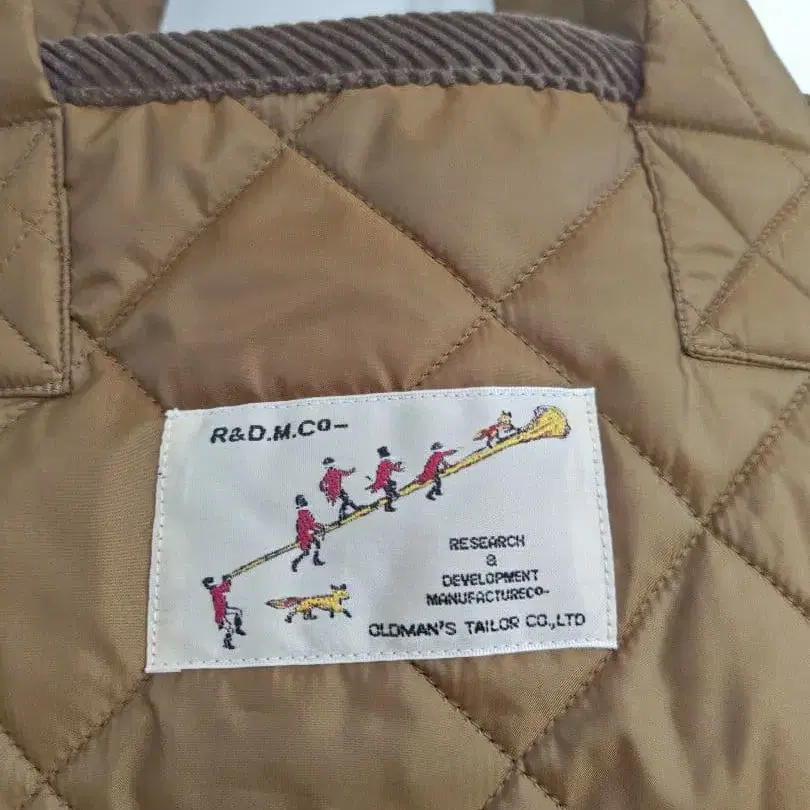 R&D.M.Co-
RESEARCH
&
DEVELOPMENT
MANUFACTURECO-
OLDMAN'S TAILOR CO.,LTD